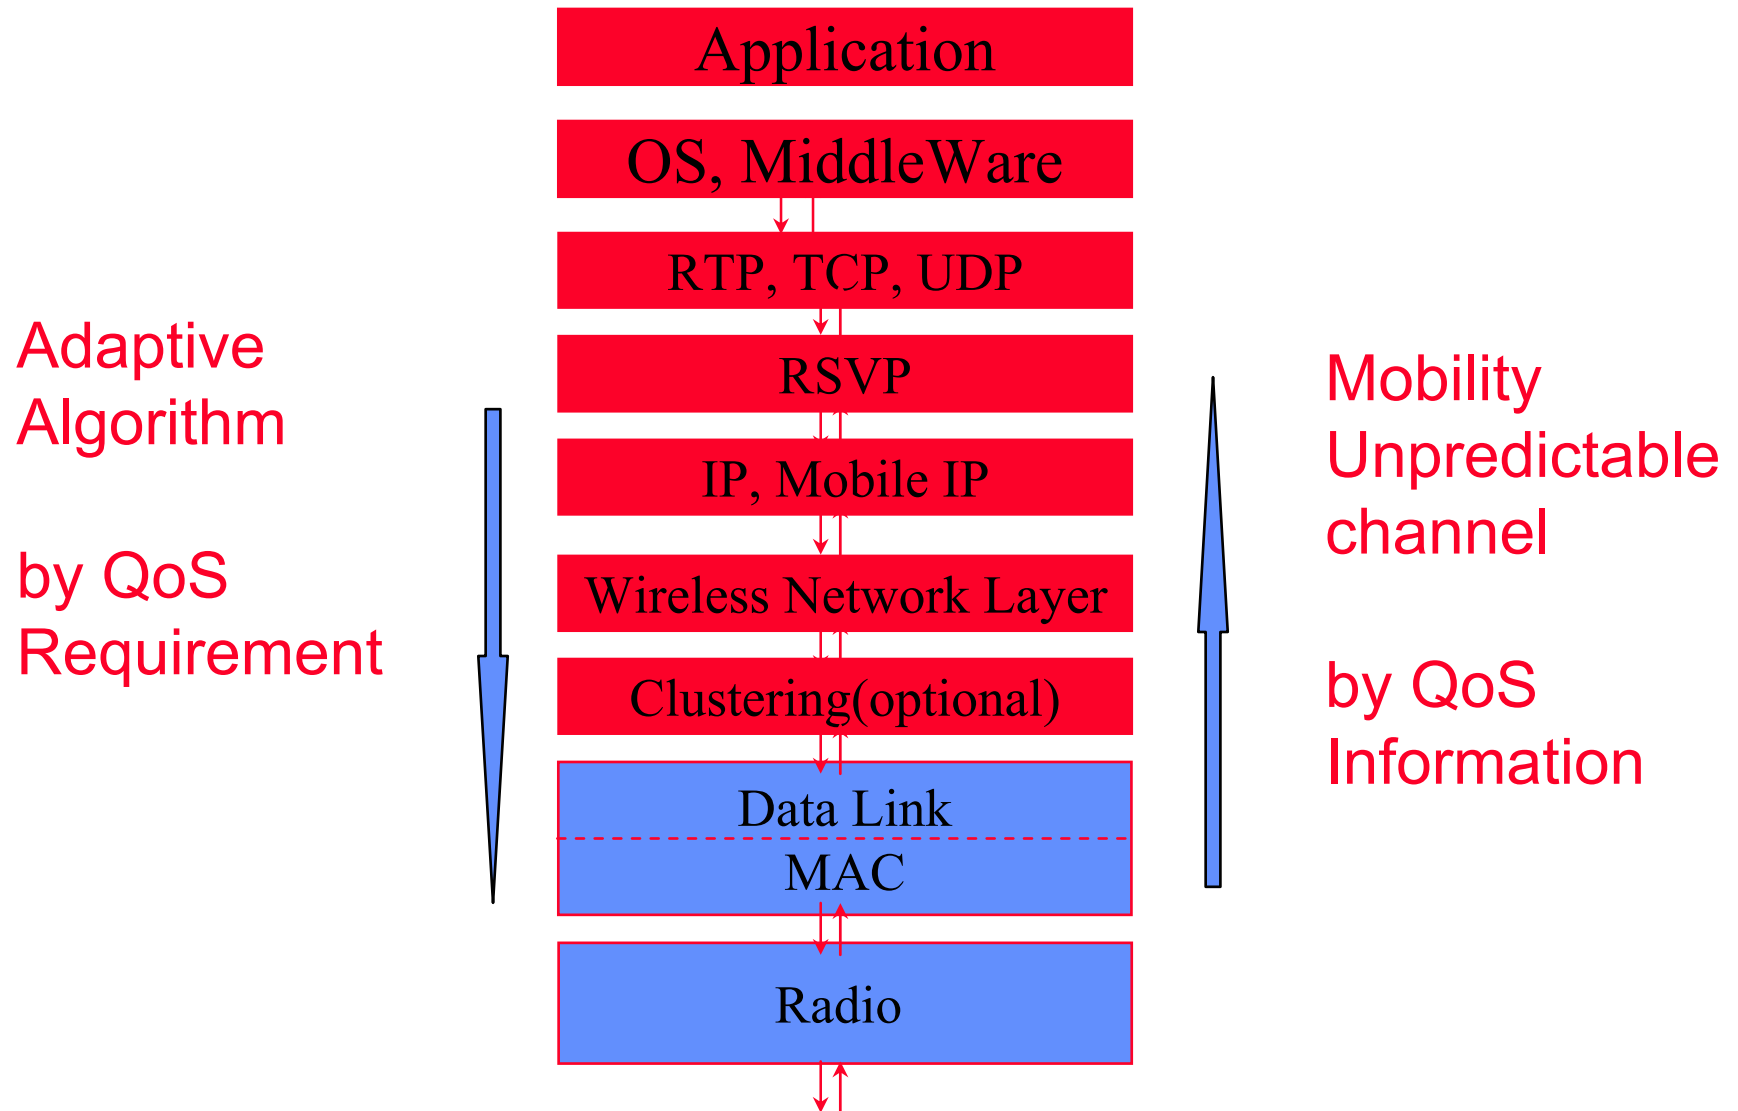 Application
OS, MiddleWare
RTP, TCP, UDP
RSVP
IP, Mobile IP
Wireless Network Layer
Clustering(optional)
Data Link
MAC
Radio
Adaptive
Algorithm
by QoS
Requirement
Mobility
Unpredictable
channel
by QoS
Information